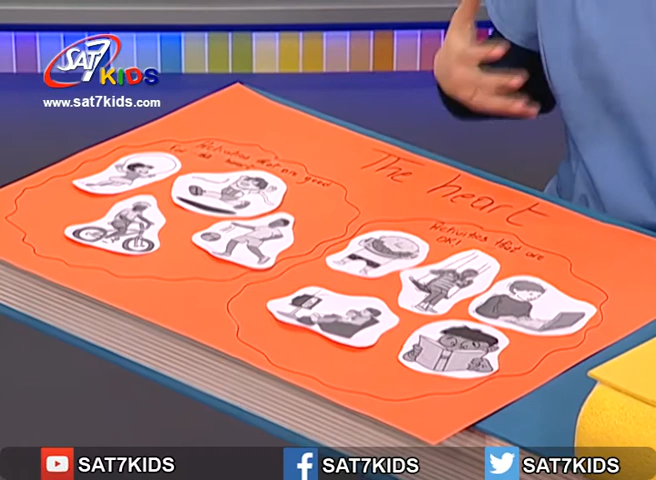 SAT7
KIDS
www.sat7kids.com
The heart
Activities that are good
for the heart
Activities that are
OK!
SAT7KIDS
SAT7KIDS
SAT7KIDS